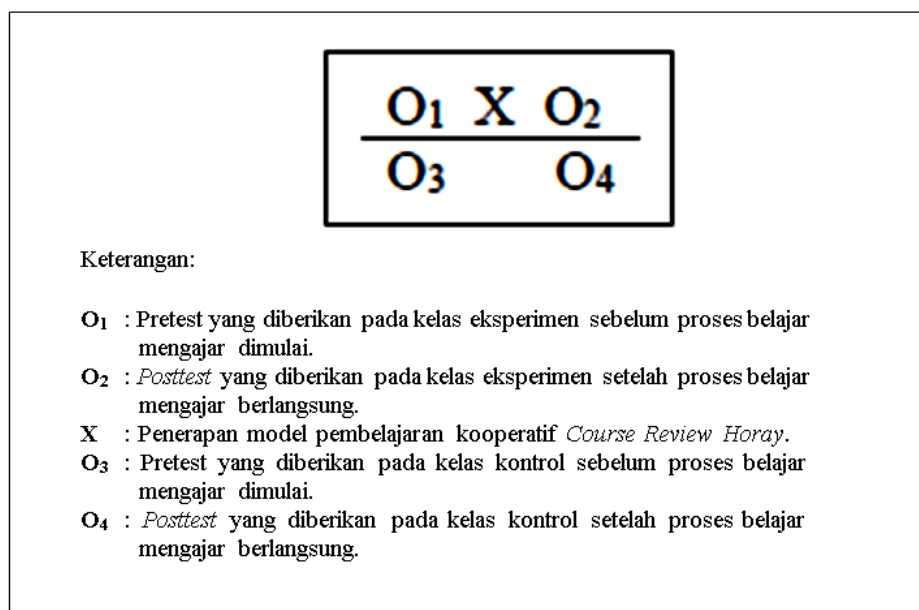 O₁ X O₂
O₃ O₄
Keterangan:
O₁ : Pretest yang diberikan pada kelas eksperimen sebelum proses belajar
mengajar dimulai.
O₂ : Posttest yang diberikan pada kelas eksperimen setelah proses belajar
mengajar berlangsung.
X : Penerapan model pembelajaran kooperatif Course Review Horay.
O₃ : Pretest yang diberikan pada kelas kontrol sebelum proses belajar
mengajar dimulai.
O₄ : Posttest yang diberikan pada kelas kontrol setelah proses belajar
mengajar berlangsung.